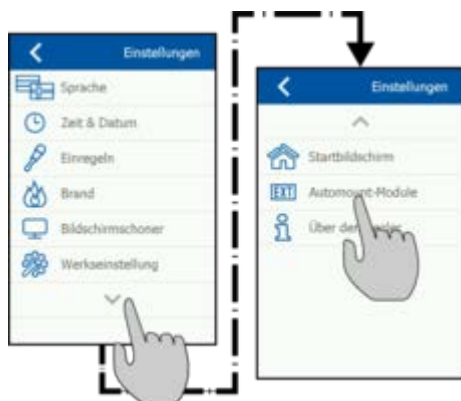 Einstellungen
Sprache
Zeit & Datum
Einregeln
Brand
Bildschirmschoner
Werkseinstellung
Einstellungen
Startbildschirm
EXT Automount-Module
Über den